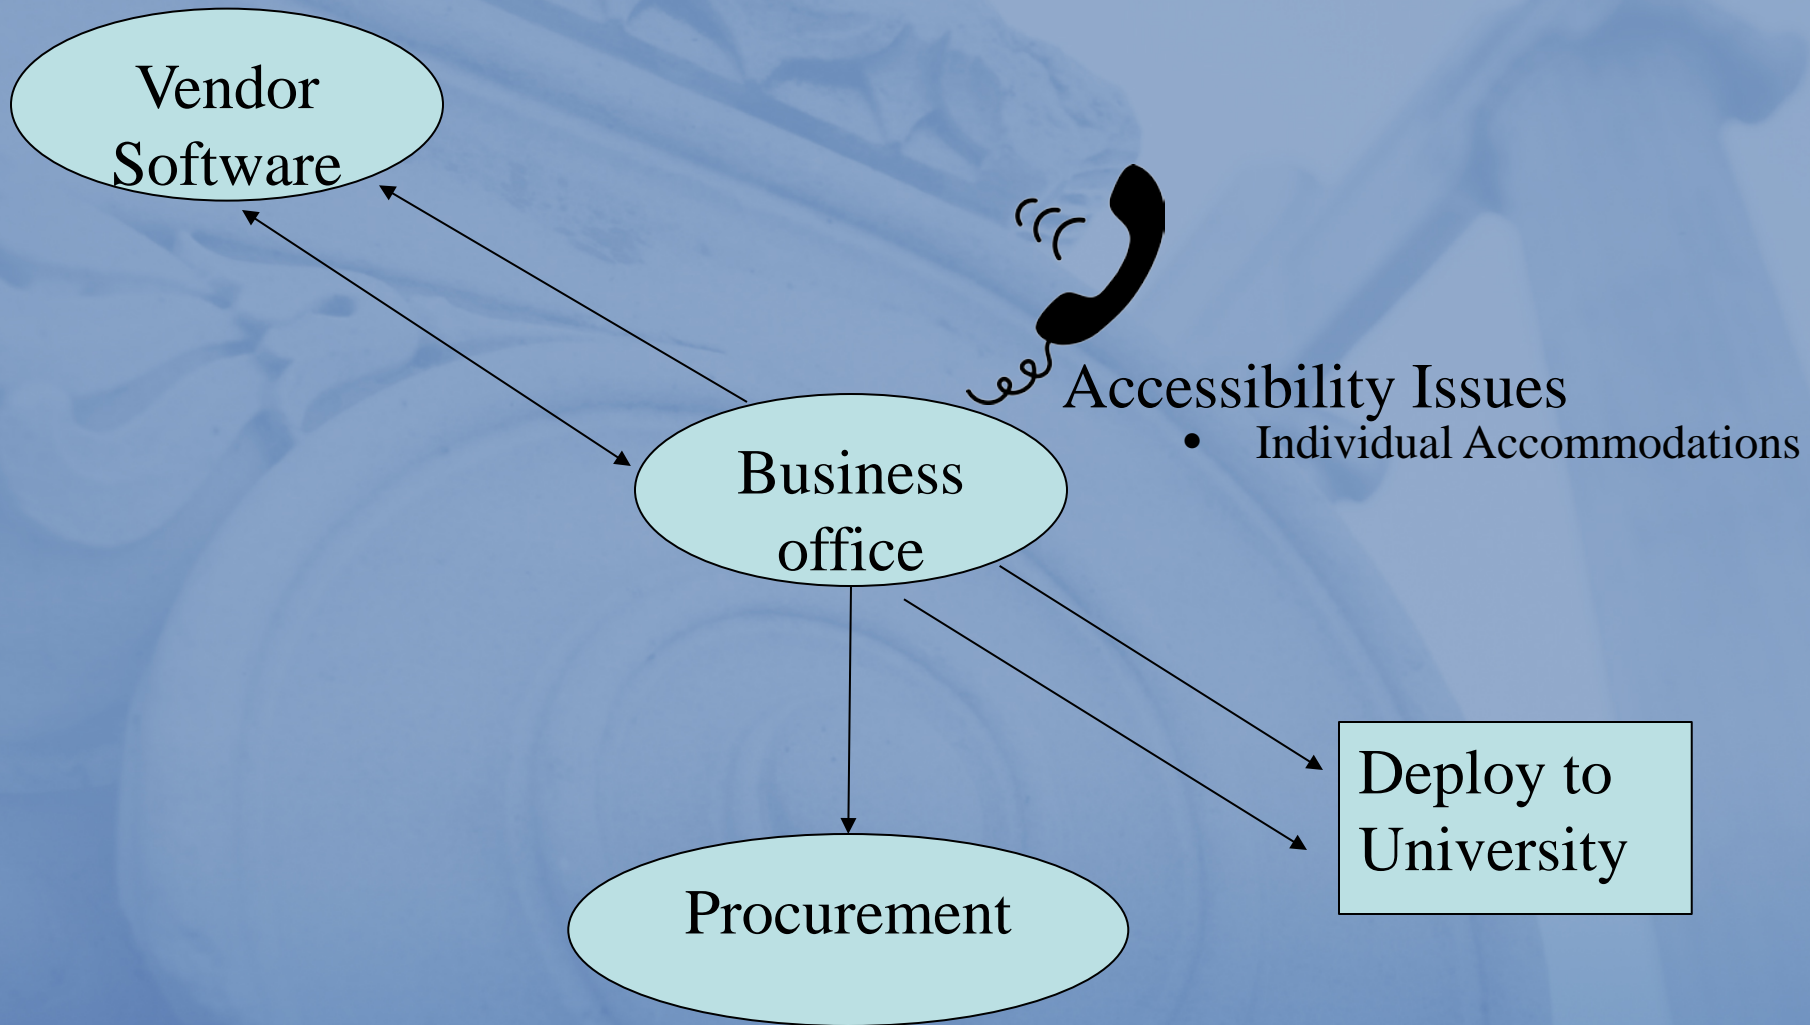 Vendor
Software
Accessibility Issues
• Individual Accommodations
Business
office
Deploy to
University
Procurement